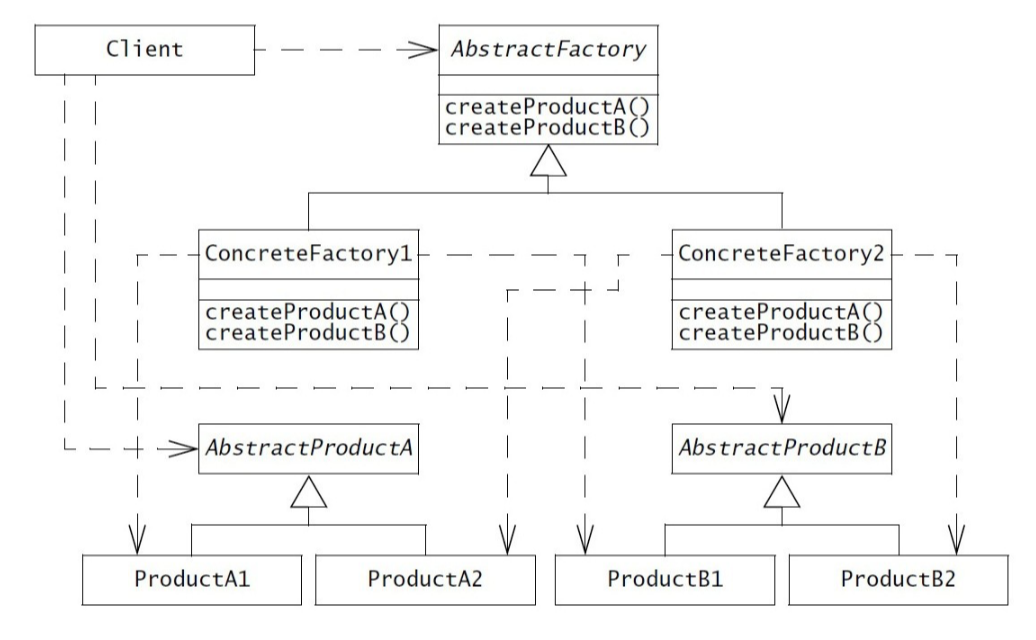 Client
AbstractFactory
createProductA()
createProductB()
ConcreteFactory1
createProductA()
createProductB()
ConcreteFactory2
createProductA()
createProductB()
AbstractProductA
AbstractProductB
ProductA1
ProductA2
ProductB1
ProductB2